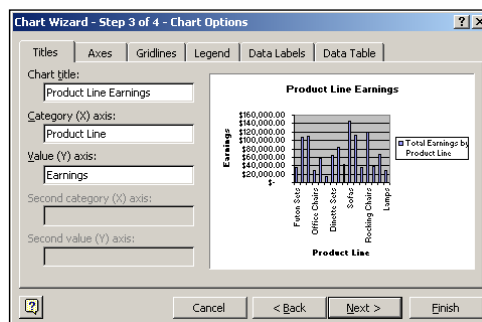 Chart Wizard - Step 3 of 4 - Chart Options
Titles Axes Gridlines Legend Data Labels Data Table
Chart title:
Product Line Earnings
Category (X) axis:
Product Line
Value (Y) axis:
Earnings
Second category (X) axis:
Second value (Y) axis:
Product Line Earnings
$160,000.00
$140,000.00
$120,000.00
$100,000.00
$80,000.00
$60,000.00
$40,000.00
$20,000.00
$-
Earnings
Futon Sets
Office Chairs
Dinette Sets
Sofas
Rocking Chairs
Lamps
Product Line
Total Earnings by
Product Line
Cancel < Back Next > Finish